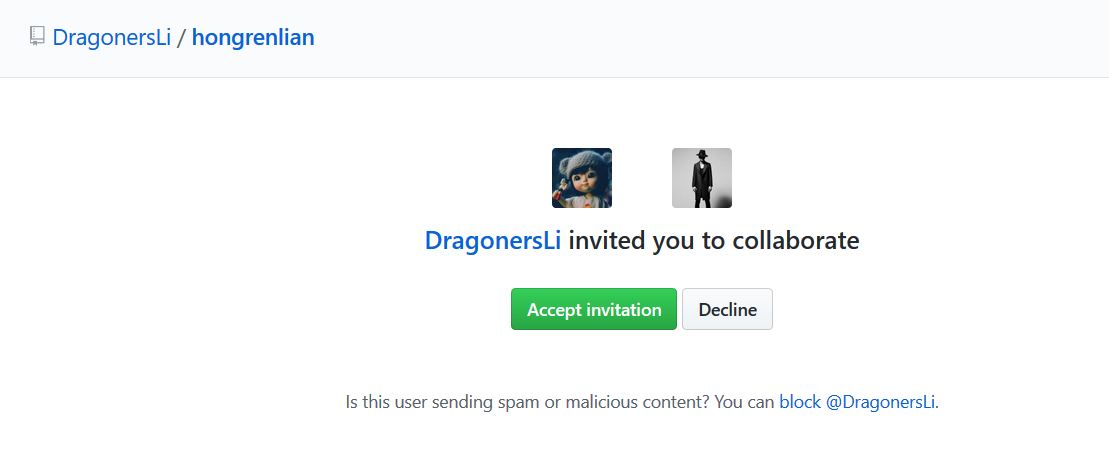 DragonersLi / hongrenlian
DragonersLi invited you to collaborate
Accept invitation Decline
Is this user sending spam or malicious content? You can block @DragonersLi.